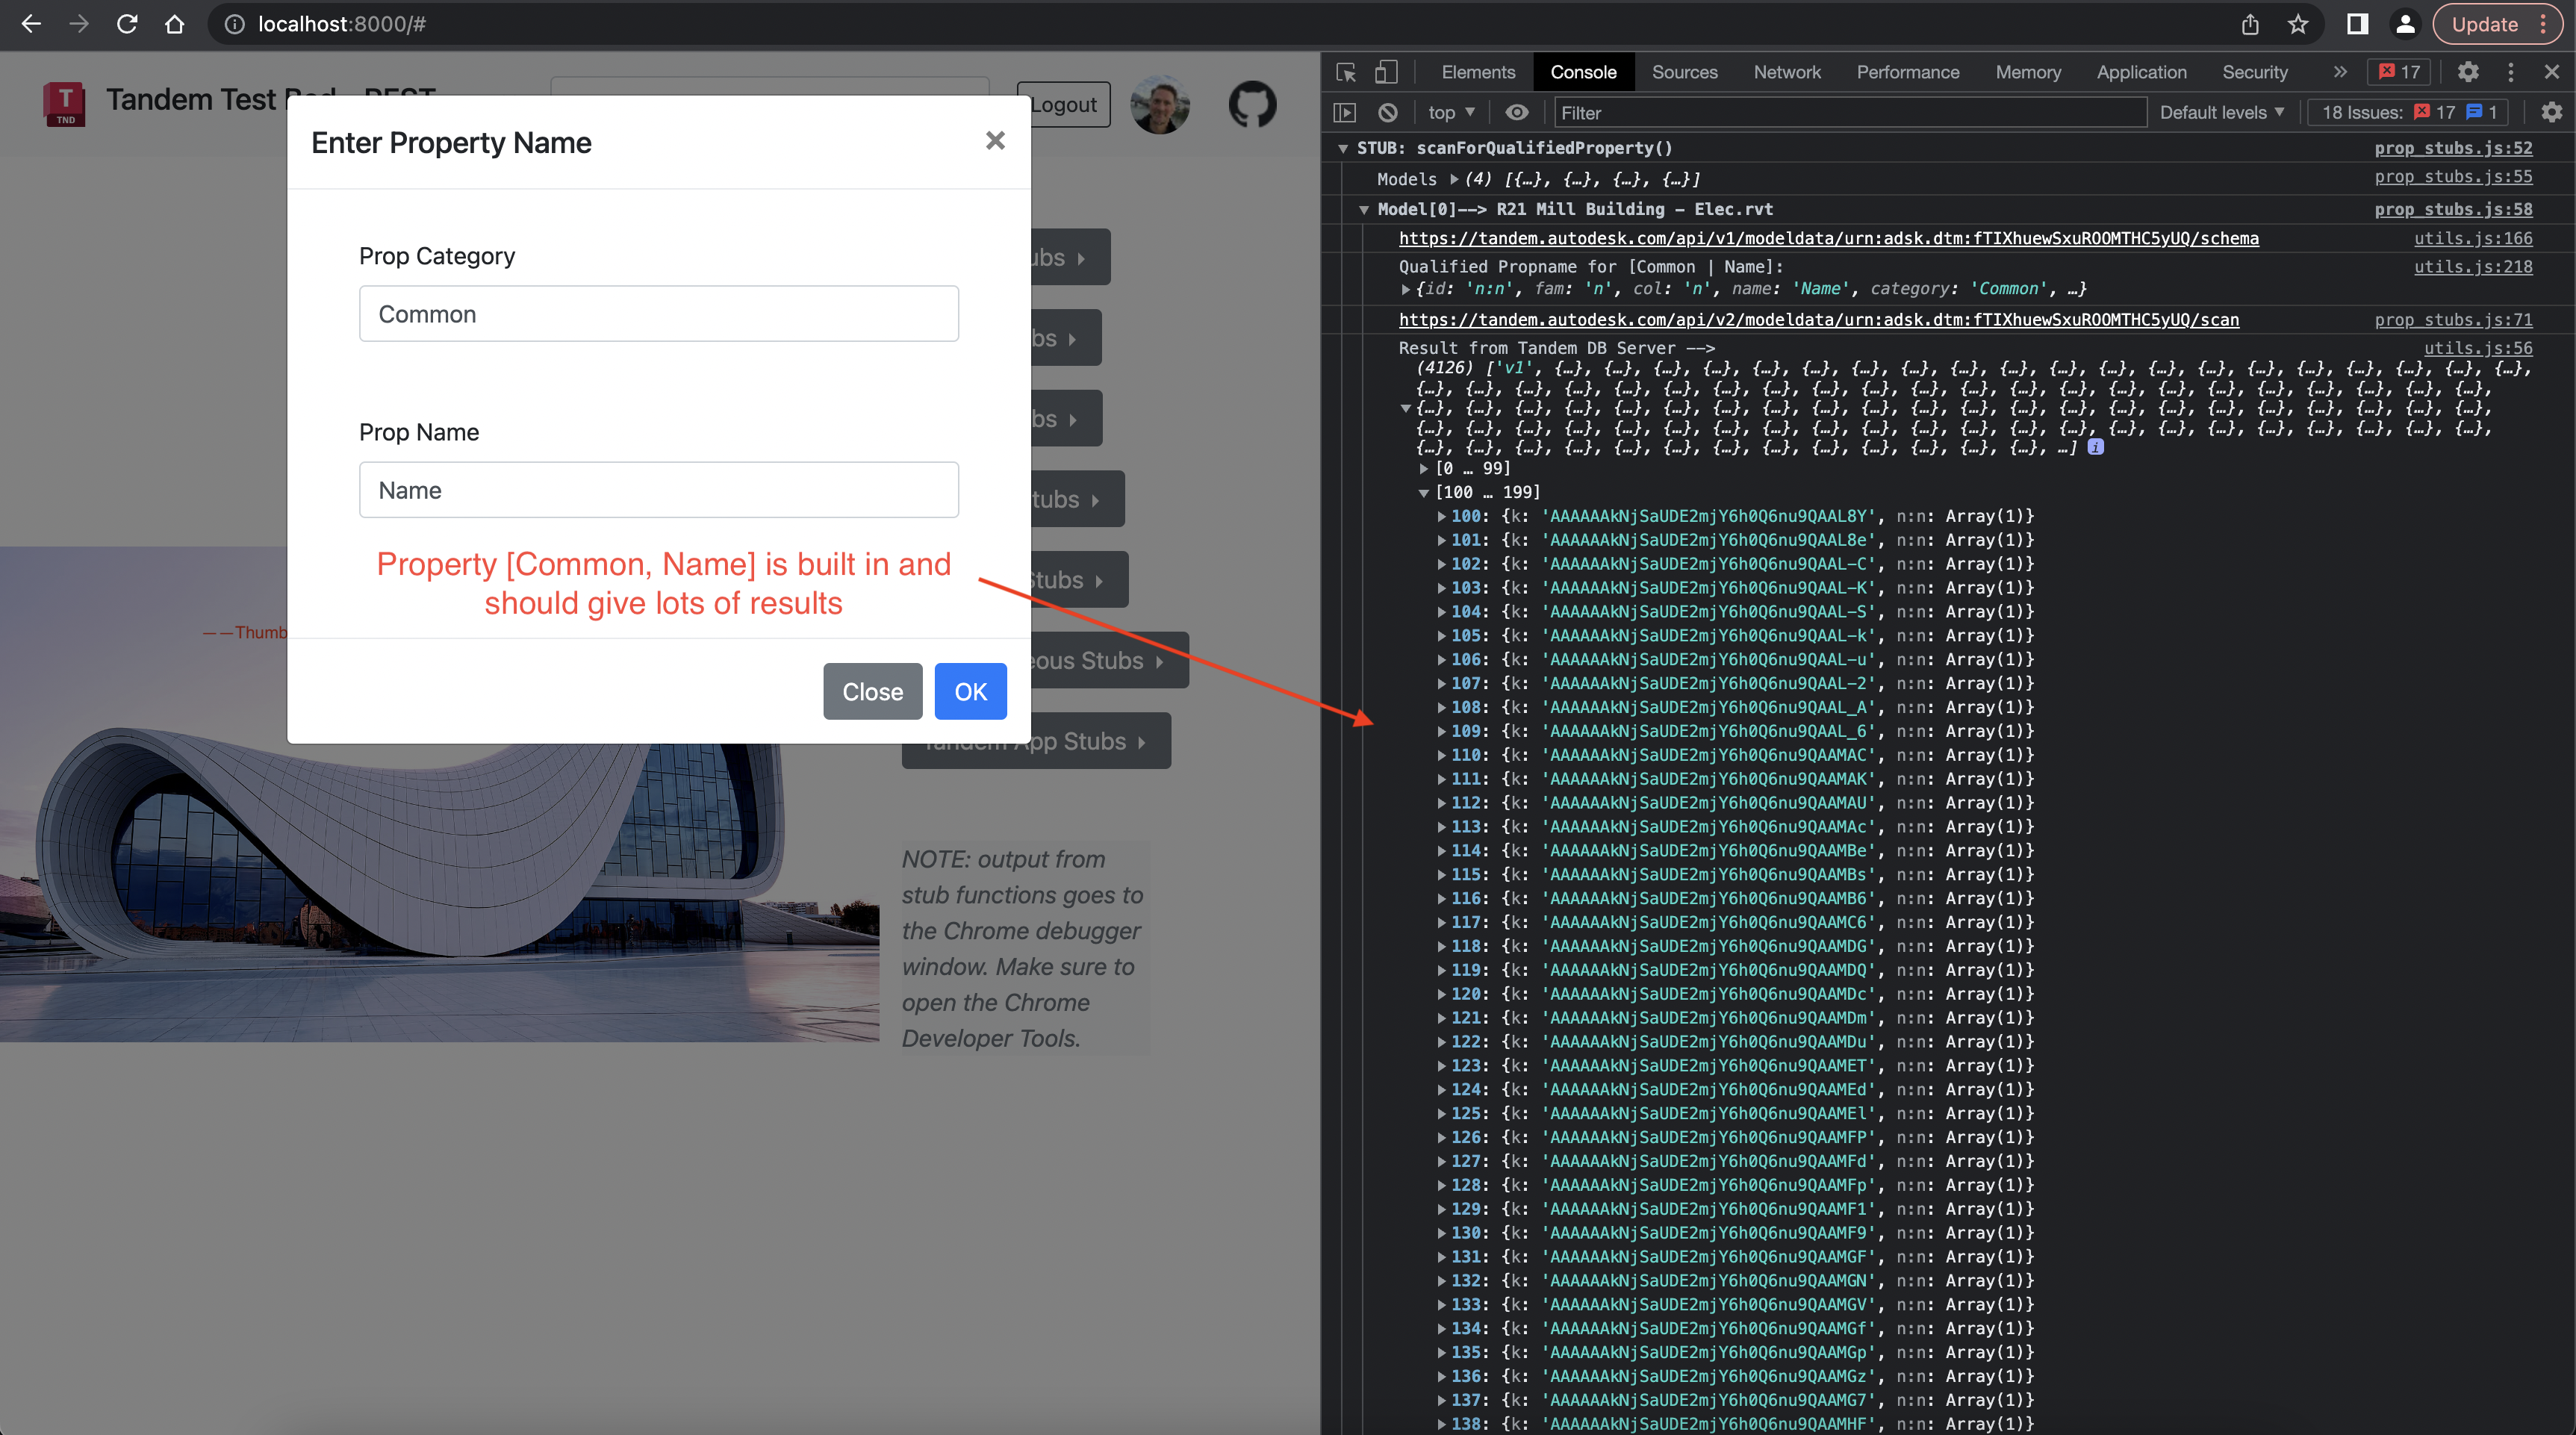 localhost:8000/#
Update
T
TND
Tandem Test Bed - REST
Logout
Enter Property Name
×
Prop Category
Common
Prop Name
Name
Property [Common, Name] is built in and
should give lots of results
Close
OK
——Thumb
ubs
bs
bs
tubs
Stubs
eous Stubs
Tandem App Stubs
NOTE: output from
stub functions goes to
the Chrome debugger
window. Make sure to
open the Chrome
Developer Tools.
Elements Console Sources Network Performance Memory Application Security » 17
top Filter Default levels 18 Issues: 17 1
STUB: scanForQualifiedProperty() prop_stubs.js:52
Models (4) [{…}, {…}, {…}, {…}] prop_stubs.js:55
Model[0]--> R21 Mill Building - Elec.rvt prop_stubs.js:58
https://tandem.autodesk.com/api/v1/modeldata/urn:adsk.dtm:fTIXhuewSxuROOMTHC5yUQ/schema utils.js:166
Qualified Propname for [Common | Name]: utils.js:218
{id: 'n:n', fam: 'n', col: 'n', name: 'Name', category: 'Common', …}
https://tandem.autodesk.com/api/v2/modeldata/urn:adsk.dtm:fTIXhuewSxuROOMTHC5yUQ/scan prop_stubs.js:71
Result from Tandem DB Server --> utils.js:56
(4126) ['v1', {…}, {…}, {…}, {…}, {…}, {…}, {…}, {…}, {…}, {…}, {…}, {…}, {…}, {…}, {…}, {…}, {…}, {…}, {…}, {…},
{…}, {…}, {…}, {…}, {…}, {…}, {…}, {…}, {…}, {…}, {…}, {…}, {…}, {…}, {…}, {…}, {…}, {…}, {…}, {…}, {…}, {…},
{…}, {…}, {…}, {…}, {…}, {…}, {…}, {…}, {…}, {…}, {…}, {…}, {…}, {…}, {…}, {…}, {…}, {…}, {…}, {…}, {…}, {…},
{…}, {…}, {…}, {…}, {…}, {…}, {…}, {…}, {…}, {…}, {…}, {…}, {…}, {…}, {…}, {…}, {…}, {…}, {…}, {…}, {…}, {…},
{…}, {…}, {…}, {…}, {…}, {…}, {…}, {…}, {…}, {…}, {…}, {…}, {…}, …] i
[0 … 99]
[100 … 199]
100: {k: 'AAAAAAkNjSaUDE2mjY6h0Q6nu9QAAL8Y', n:n: Array(1)}
101: {k: 'AAAAAAkNjSaUDE2mjY6h0Q6nu9QAAL8e', n:n: Array(1)}
102: {k: 'AAAAAAkNjSaUDE2mjY6h0Q6nu9QAAL-C', n:n: Array(1)}
103: {k: 'AAAAAAkNjSaUDE2mjY6h0Q6nu9QAAL-K', n:n: Array(1)}
104: {k: 'AAAAAAkNjSaUDE2mjY6h0Q6nu9QAAL-S', n:n: Array(1)}
105: {k: 'AAAAAAkNjSaUDE2mjY6h0Q6nu9QAAL-k', n:n: Array(1)}
106: {k: 'AAAAAAkNjSaUDE2mjY6h0Q6nu9QAAL-u', n:n: Array(1)}
107: {k: 'AAAAAAkNjSaUDE2mjY6h0Q6nu9QAAL-2', n:n: Array(1)}
108: {k: 'AAAAAAkNjSaUDE2mjY6h0Q6nu9QAAL_A', n:n: Array(1)}
109: {k: 'AAAAAAkNjSaUDE2mjY6h0Q6nu9QAAL_6', n:n: Array(1)}
110: {k: 'AAAAAAkNjSaUDE2mjY6h0Q6nu9QAAMAC', n:n: Array(1)}
111: {k: 'AAAAAAkNjSaUDE2mjY6h0Q6nu9QAAMAK', n:n: Array(1)}
112: {k: 'AAAAAAkNjSaUDE2mjY6h0Q6nu9QAAMAU', n:n: Array(1)}
113: {k: 'AAAAAAkNjSaUDE2mjY6h0Q6nu9QAAMAc', n:n: Array(1)}
114: {k: 'AAAAAAkNjSaUDE2mjY6h0Q6nu9QAAMBe', n:n: Array(1)}
115: {k: 'AAAAAAkNjSaUDE2mjY6h0Q6nu9QAAMBs', n:n: Array(1)}
116: {k: 'AAAAAAkNjSaUDE2mjY6h0Q6nu9QAAMB6', n:n: Array(1)}
117: {k: 'AAAAAAkNjSaUDE2mjY6h0Q6nu9QAAMC6', n:n: Array(1)}
118: {k: 'AAAAAAkNjSaUDE2mjY6h0Q6nu9QAAMDG', n:n: Array(1)}
119: {k: 'AAAAAAkNjSaUDE2mjY6h0Q6nu9QAAMDQ', n:n: Array(1)}
120: {k: 'AAAAAAkNjSaUDE2mjY6h0Q6nu9QAAMDc', n:n: Array(1)}
121: {k: 'AAAAAAkNjSaUDE2mjY6h0Q6nu9QAAMDm', n:n: Array(1)}
122: {k: 'AAAAAAkNjSaUDE2mjY6h0Q6nu9QAAMDu', n:n: Array(1)}
123: {k: 'AAAAAAkNjSaUDE2mjY6h0Q6nu9QAAMET', n:n: Array(1)}
124: {k: 'AAAAAAkNjSaUDE2mjY6h0Q6nu9QAAMEd', n:n: Array(1)}
125: {k: 'AAAAAAkNjSaUDE2mjY6h0Q6nu9QAAMEl', n:n: Array(1)}
126: {k: 'AAAAAAkNjSaUDE2mjY6h0Q6nu9QAAMFP', n:n: Array(1)}
127: {k: 'AAAAAAkNjSaUDE2mjY6h0Q6nu9QAAMFd', n:n: Array(1)}
128: {k: 'AAAAAAkNjSaUDE2mjY6h0Q6nu9QAAMFp', n:n: Array(1)}
129: {k: 'AAAAAAkNjSaUDE2mjY6h0Q6nu9QAAMF1', n:n: Array(1)}
130: {k: 'AAAAAAkNjSaUDE2mjY6h0Q6nu9QAAMF9', n:n: Array(1)}
131: {k: 'AAAAAAkNjSaUDE2mjY6h0Q6nu9QAAMGF', n:n: Array(1)}
132: {k: 'AAAAAAkNjSaUDE2mjY6h0Q6nu9QAAMGN', n:n: Array(1)}
133: {k: 'AAAAAAkNjSaUDE2mjY6h0Q6nu9QAAMGV', n:n: Array(1)}
134: {k: 'AAAAAAkNjSaUDE2mjY6h0Q6nu9QAAMGf', n:n: Array(1)}
135: {k: 'AAAAAAkNjSaUDE2mjY6h0Q6nu9QAAMGp', n:n: Array(1)}
136: {k: 'AAAAAAkNjSaUDE2mjY6h0Q6nu9QAAMGz', n:n: Array(1)}
137: {k: 'AAAAAAkNjSaUDE2mjY6h0Q6nu9QAAMG7', n:n: Array(1)}
138: {k: 'AAAAAAkNjSaUDE2mjY6h0Q6nu9QAAMHF', n:n: Array(1)}